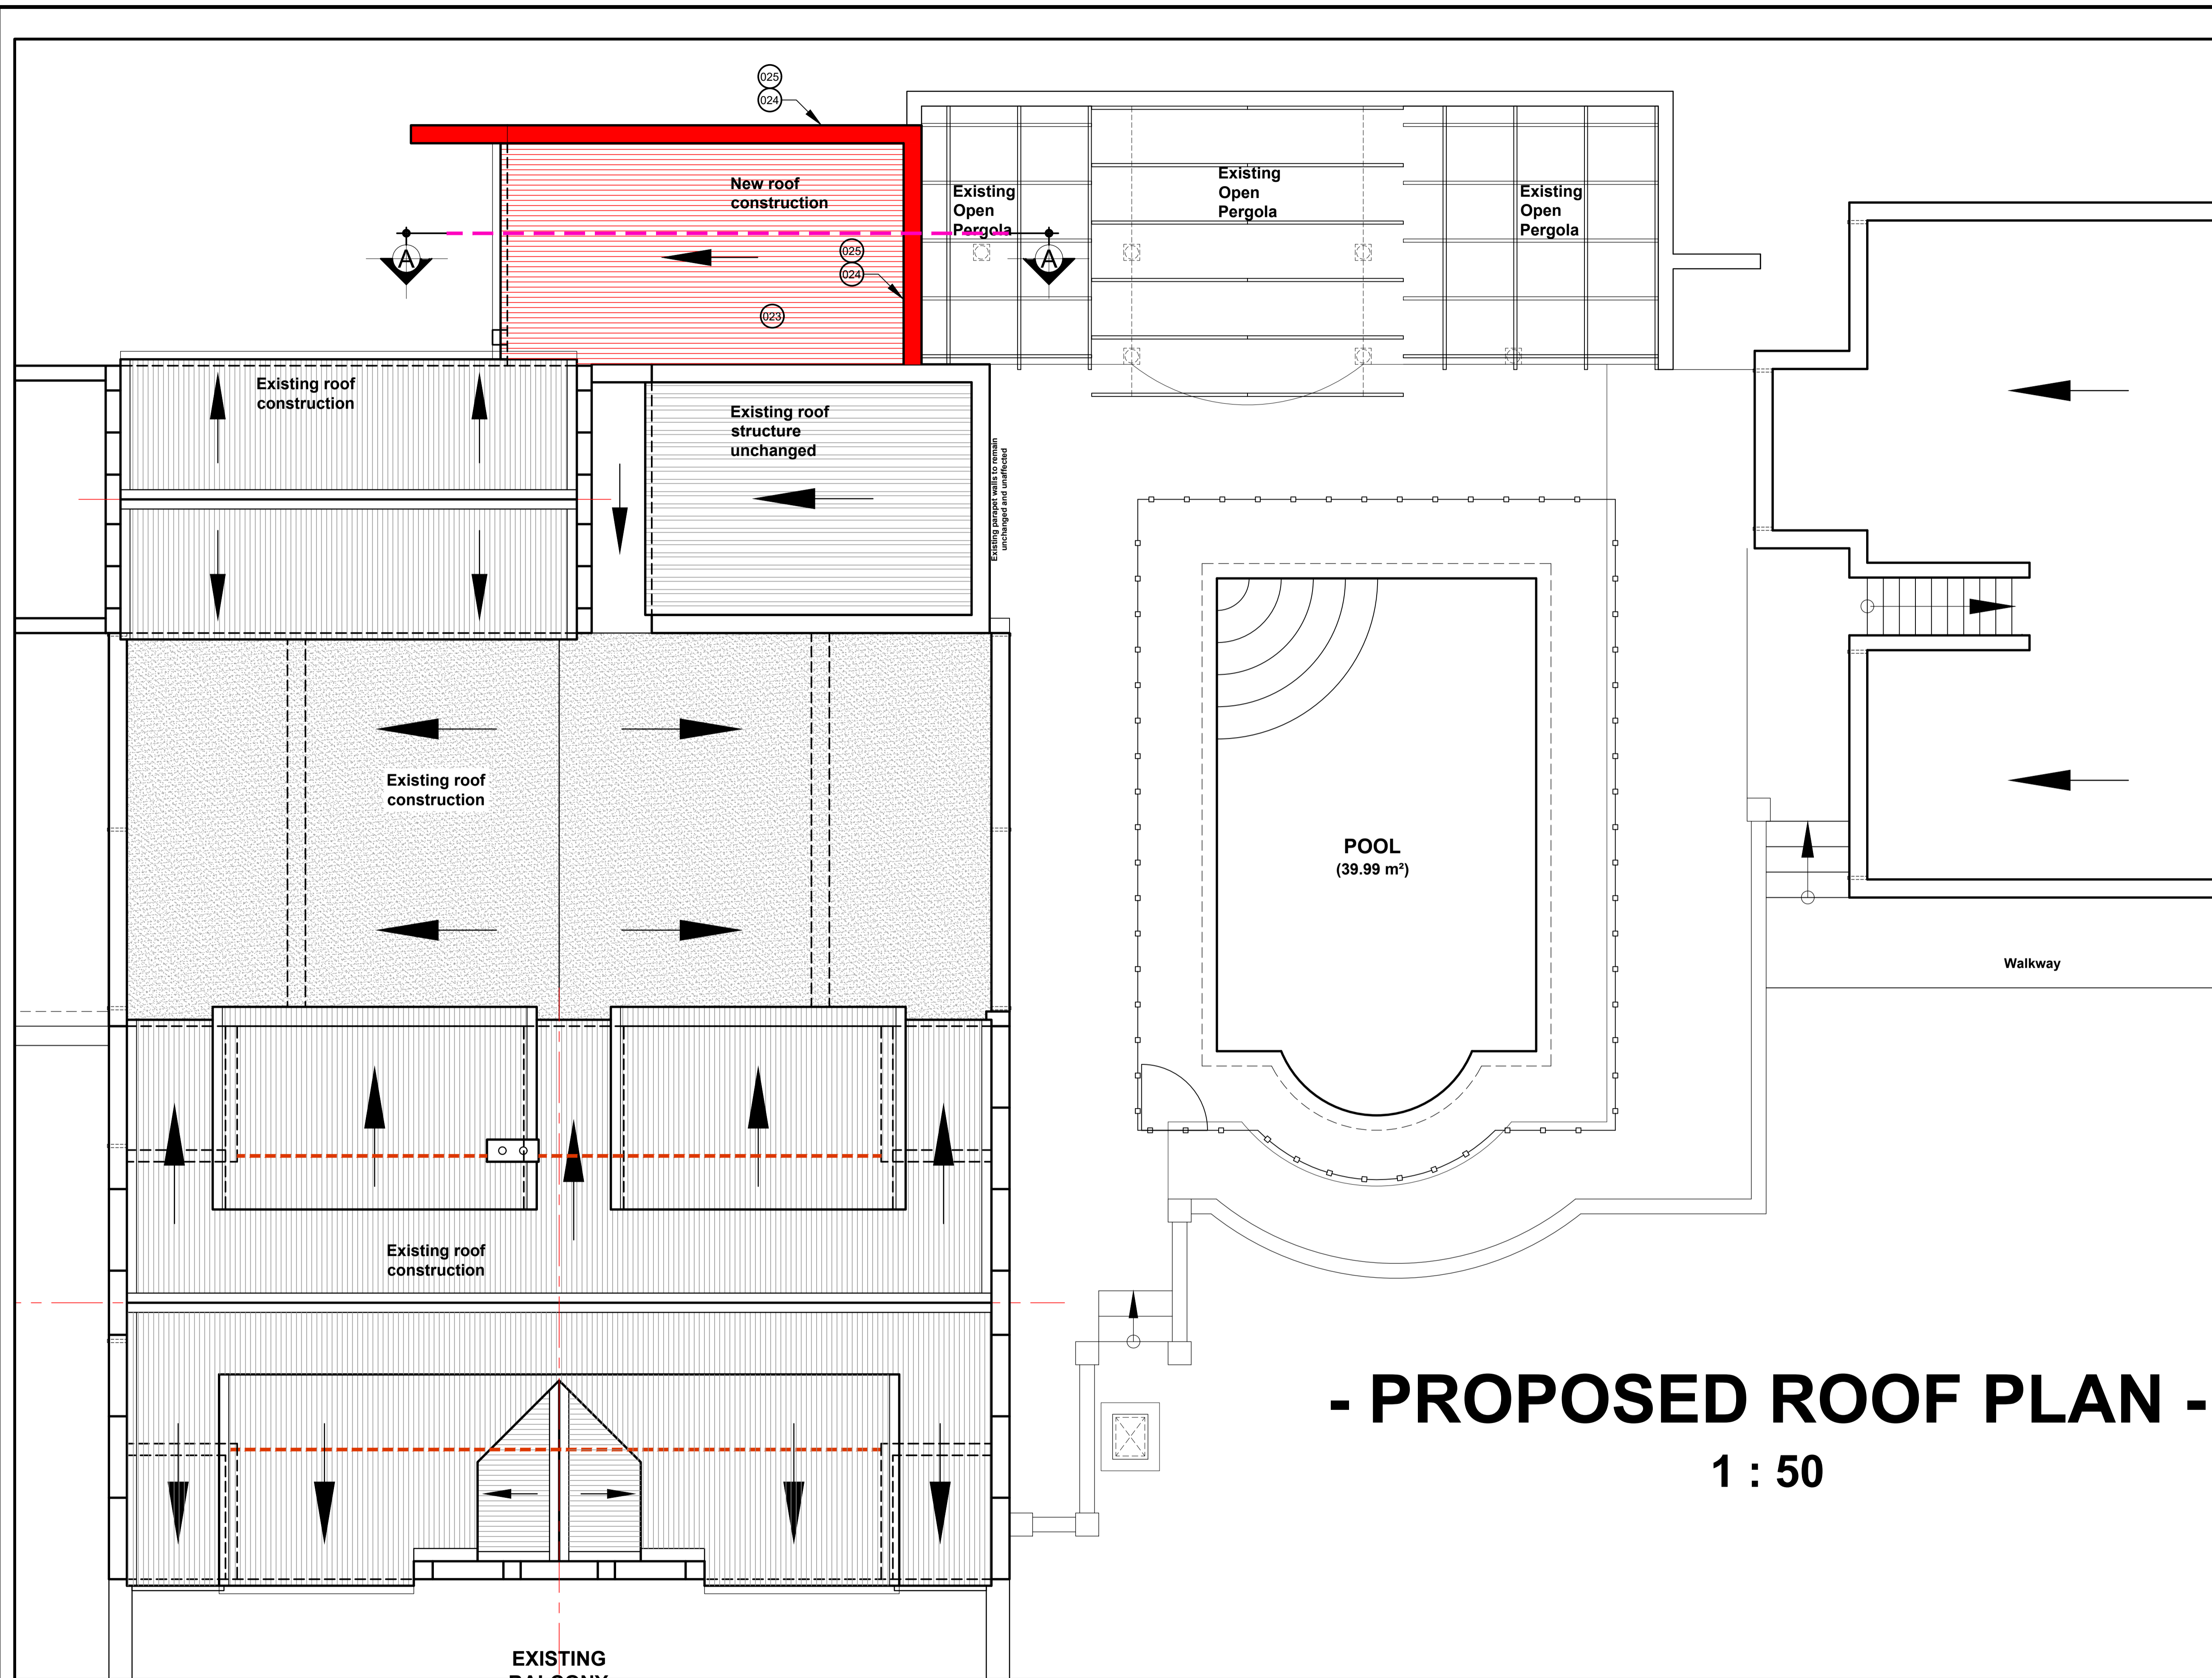 025
024
New roof
construction
Existing
Open
Pergola
Existing
Open
Pergola
Existing
Open
Pergola
A
025
024
A
023
Existing roof
construction
Existing roof
structure
unchanged
Existing parapet walls to remain
unchanged and unaffected
Existing roof
construction
POOL
(39.99 m²)
Walkway
Existing roof
construction
- PROPOSED ROOF PLAN -
1 : 50
EXISTING
BALCONY